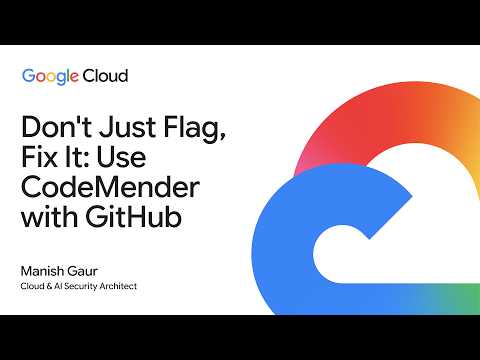 Google Cloud
Don't Just Flag,
Fix It: Use
CodeMender
with GitHub
Manish Gaur
Cloud & AI Security Architect